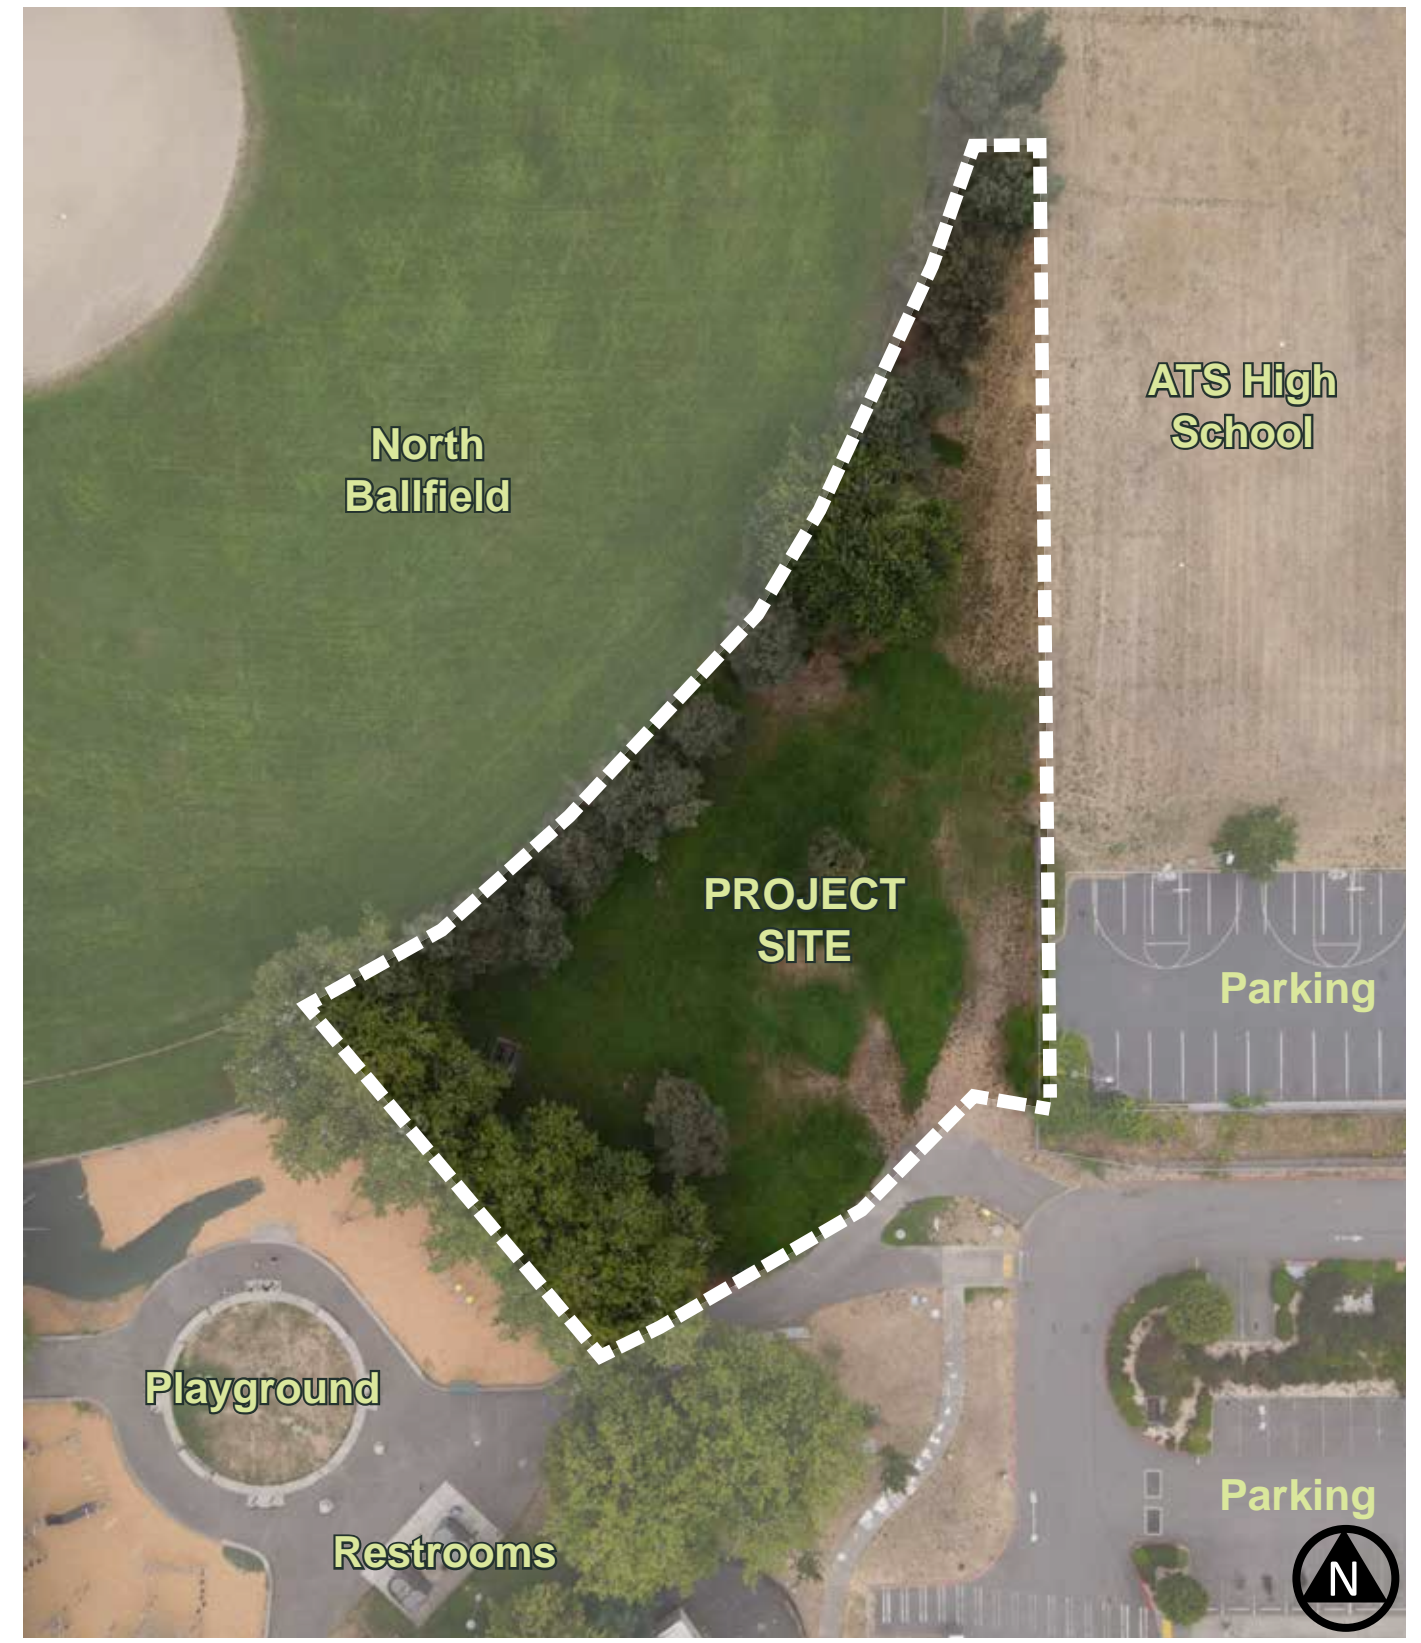 ATS High
School
North
Ballfield
PROJECT
SITE
Parking
Playground
Parking
Restrooms
N